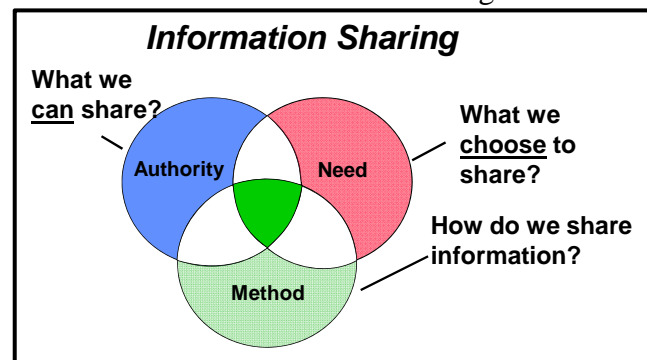 Information Sharing
What we
can share?
Authority
Need
What we
choose to
share?
How do we share
information?
Method